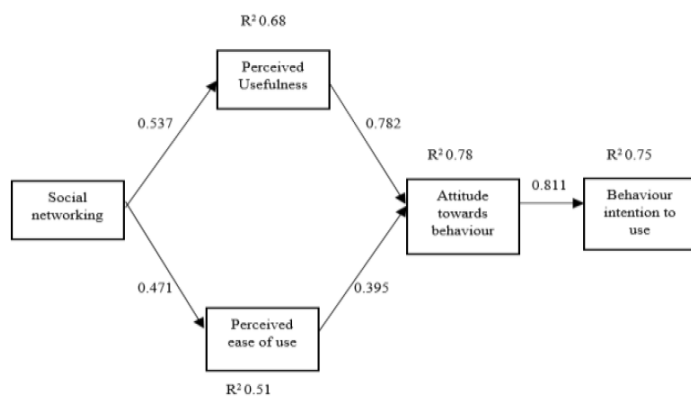 R² 0.68
Perceived
Usefulness
0.537
0.782
R² 0.78
R² 0.75
Social
networking
Attitude
towards
behaviour
0.811
Behaviour
intention to
use
0.471
0.395
Perceived
ease of use
R² 0.51